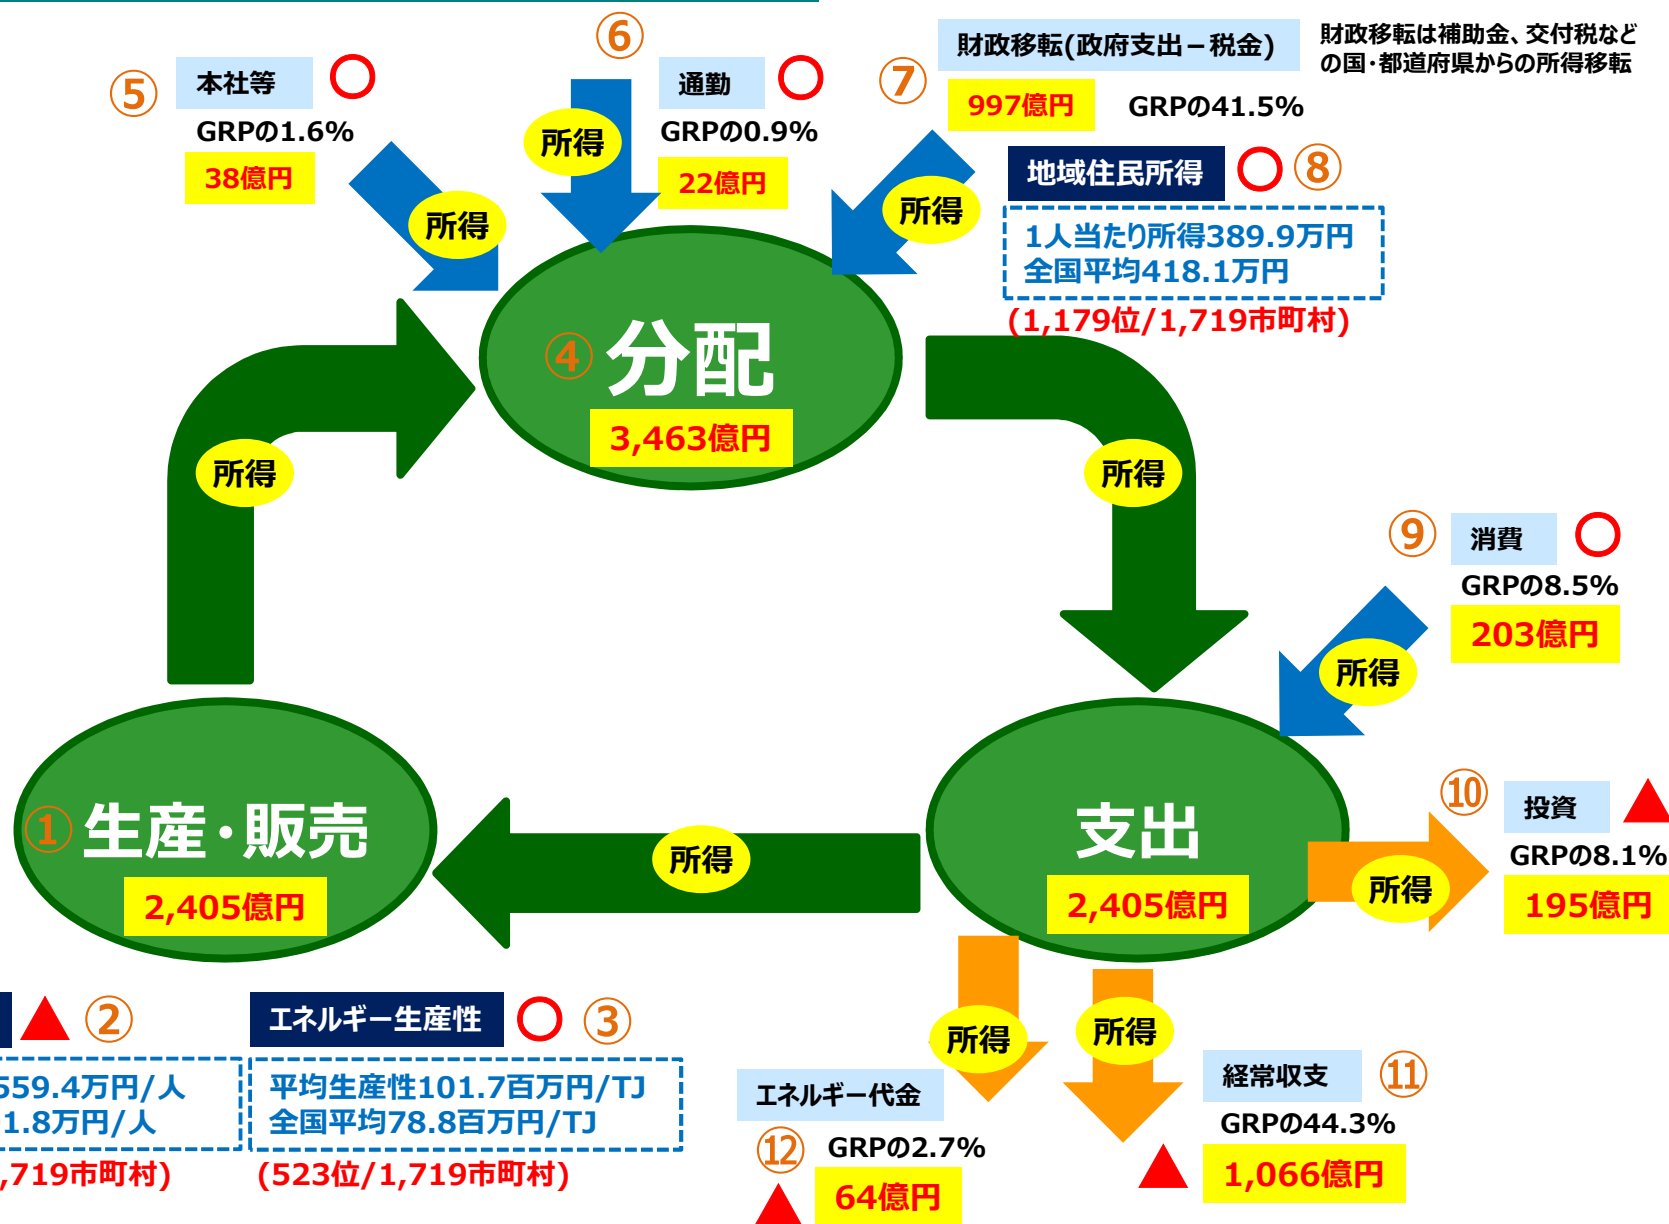 ⑤
本社等
GRPの1.6%
38億円
所得
⑥
所得
通勤
GRPの0.9%
22億円
⑦
財政移転(政府支出－税金)
997億円
GRPの41.5%
財政移転は補助金、交付税など
の国・都道府県からの所得移転
所得
地域住民所得
⑧
1人当たり所得389.9万円
全国平均418.1万円
(1,179位/1,719市町村)
④
分配
3,463億円
所得
所得
⑨
消費
GRPの8.5%
203億円
所得
①
生産・販売
2,405億円
所得
支出
2,405億円
⑩
投資
GRPの8.1%
195億円
所得
②
559.4万円/人
1.8万円/人
,719市町村)
エネルギー生産性
③
平均生産性101.7百万円/TJ
全国平均78.8百万円/TJ
(523位/1,719市町村)
所得
所得
エネルギー代金
⑫
GRPの2.7%
64億円
経常収支
⑪
GRPの44.3%
1,066億円